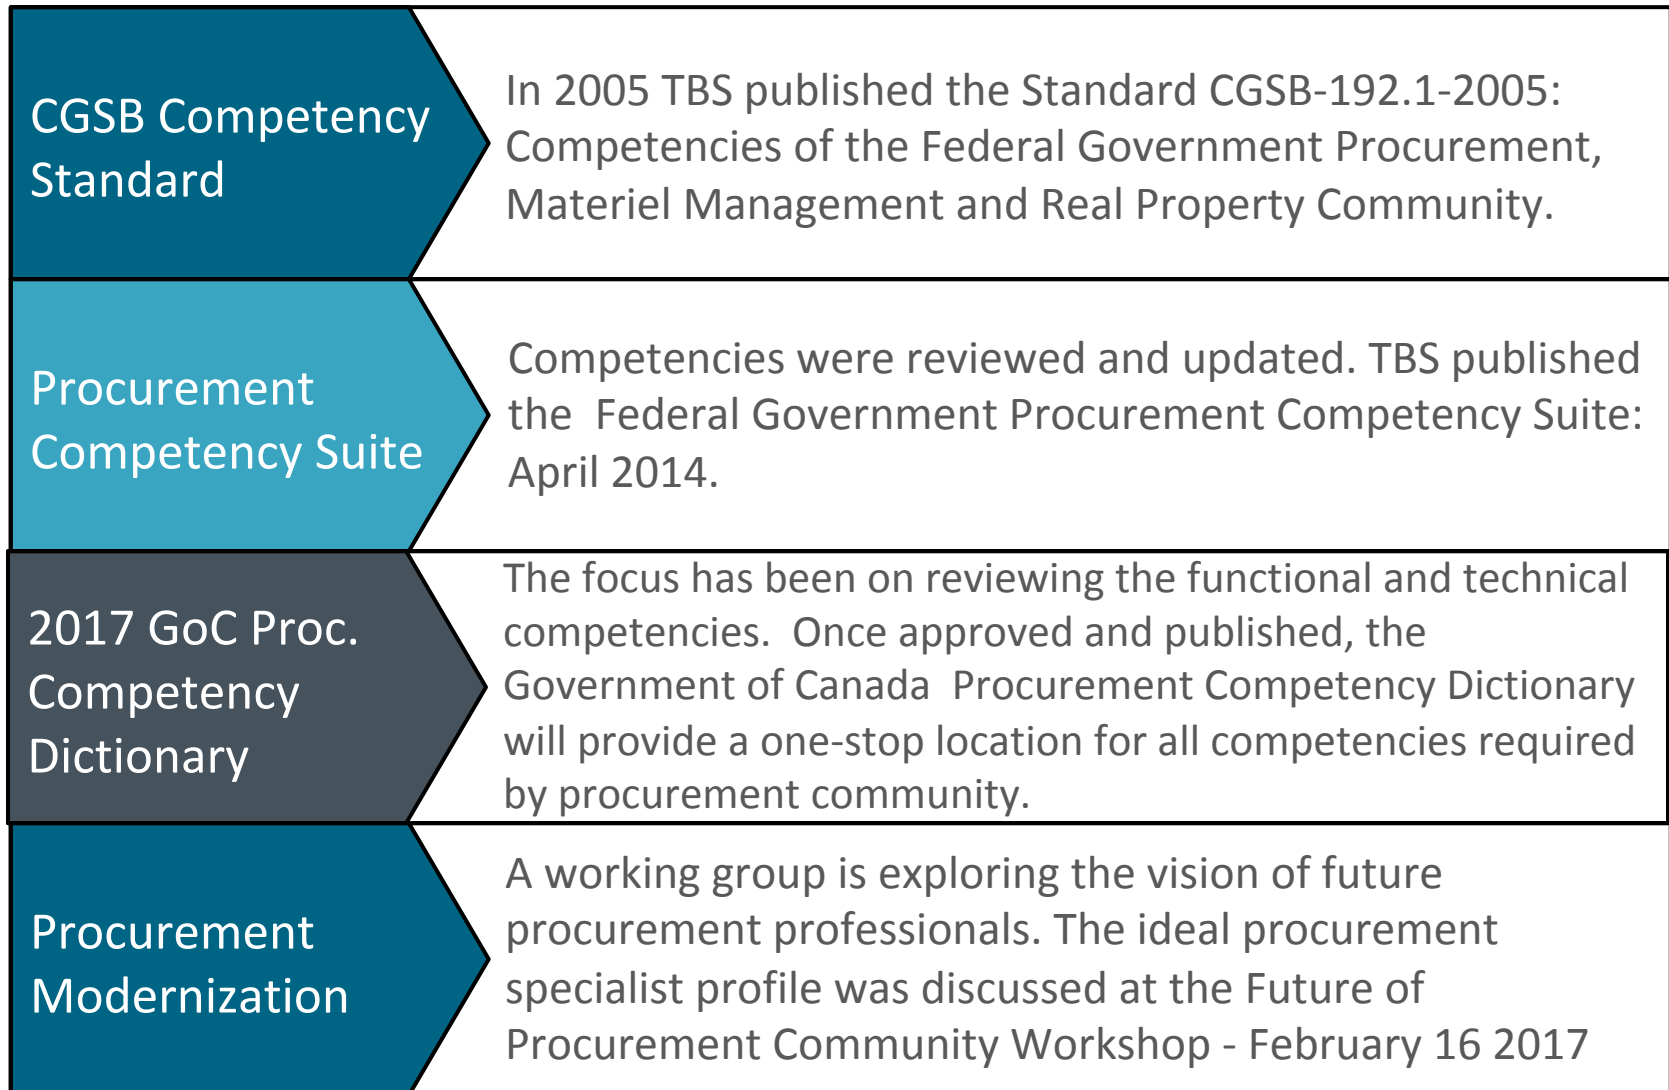 CGSB Competency
Standard
In 2005 TBS published the Standard CGSB-192.1-2005:
Competencies of the Federal Government Procurement,
Materiel Management and Real Property Community.
Procurement
Competency Suite
Competencies were reviewed and updated. TBS published
the  Federal Government Procurement Competency Suite:
April 2014.
2017 GoC Proc.
Competency
Dictionary
The focus has been on reviewing the functional and technical
competencies.  Once approved and published, the
Government of Canada  Procurement Competency Dictionary
will provide a one-stop location for all competencies required
by procurement community.
Procurement
Modernization
A working group is exploring the vision of future
procurement professionals. The ideal procurement
specialist profile was discussed at the Future of
Procurement Community Workshop - February 16 2017